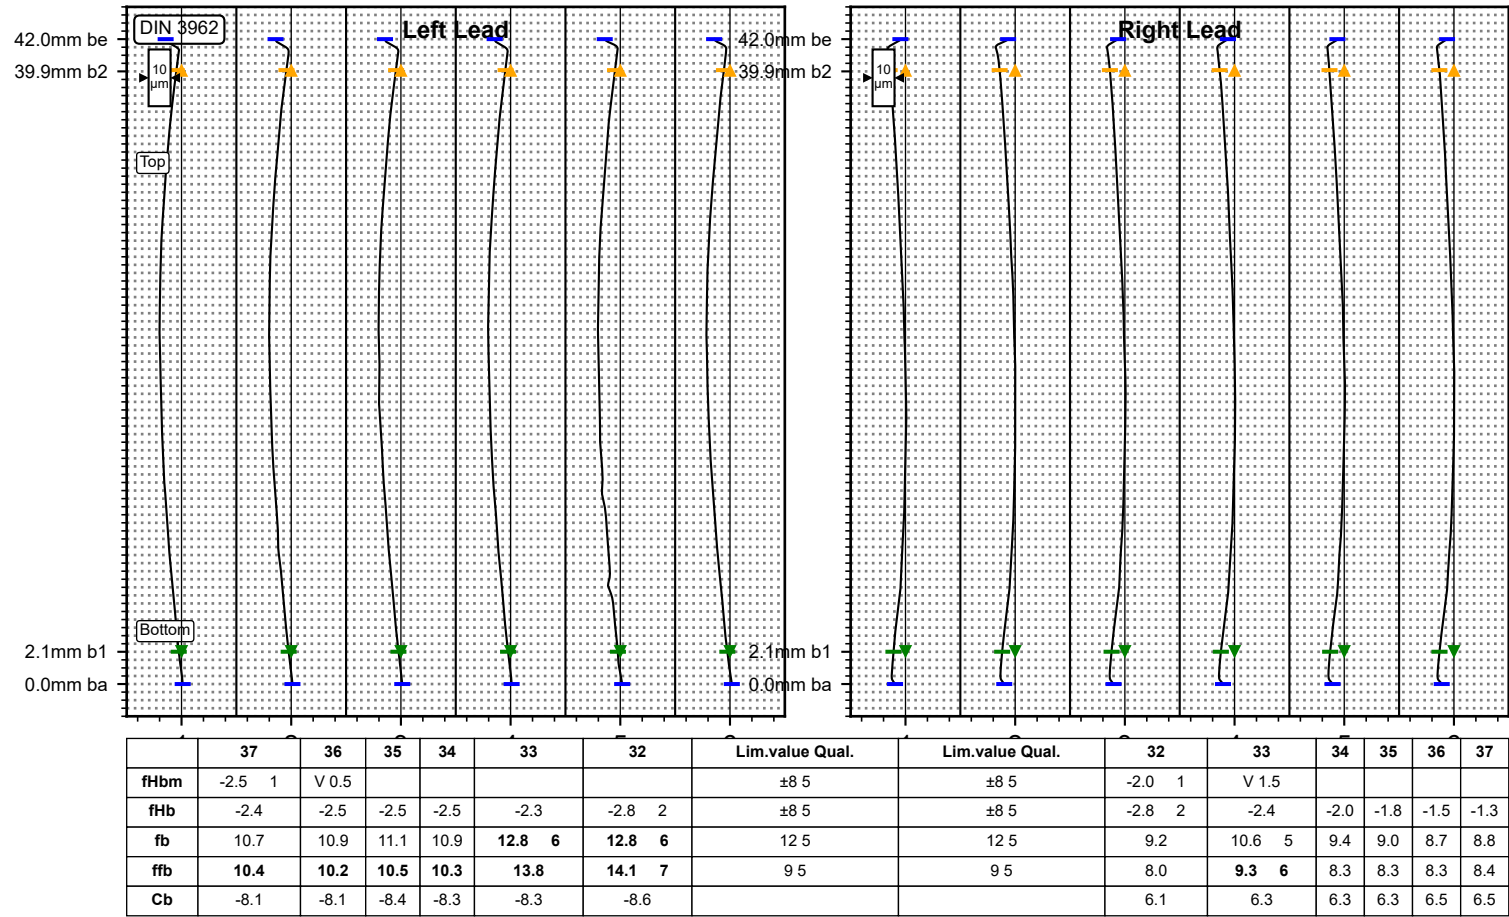 DIN 3962
Left Lead
Right Lead
42.0mm be
42.0mm be
39.9mm b2
39.9mm b2
10 µm
10 µm
Top
Bottom
2.1mm b1
2.1mm b1
0.0mm ba
0.0mm ba
37 36 35 34 33 32 Lim.value Qual. Lim.value Qual. 32 33 34 35 36 37
fHbm -2.5 1 V 0.5 ±8 5 ±8 5 -2.0 1 V 1.5
fHb -2.4 -2.5 -2.5 -2.5 -2.3 -2.8 2 ±8 5 ±8 5 -2.8 2 -2.4 -2.0 -1.8 -1.5 -1.3
fb 10.7 10.9 11.1 10.9 12.8 6 12.8 6 12 5 12 5 9.2 10.6 5 9.4 9.0 8.7 8.8
ffb 10.4 10.2 10.5 10.3 13.8 14.1 7 9 5 9 5 8.0 9.3 6 8.3 8.3 8.3 8.4
Cb -8.1 -8.1 -8.4 -8.3 -8.3 -8.6 6.1 6.3 6.3 6.3 6.5 6.5